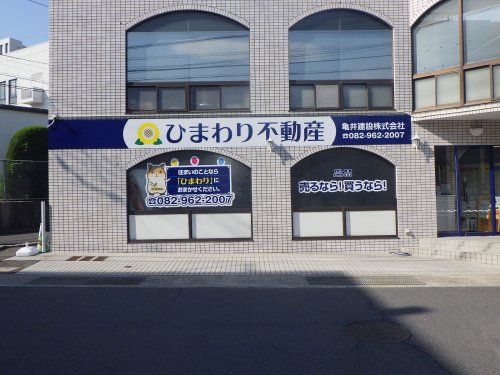 ひまわり不動産
亀井建設株式会社
☎082-962-2007
住まいのことなら
「ひまわり」に
おまかせください。
☎082-962-2007
売るなら!買うなら!